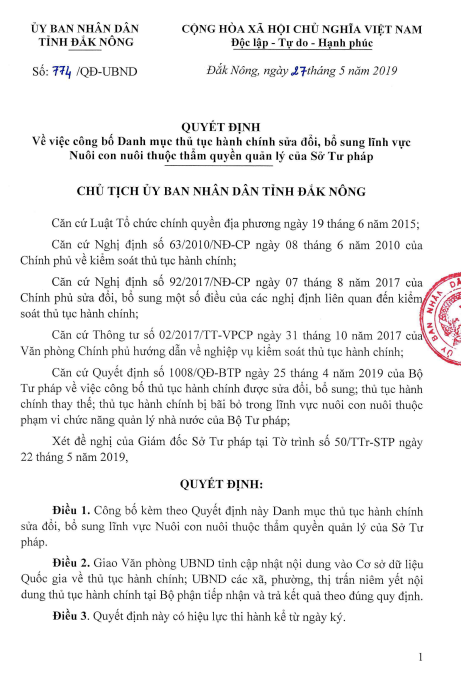 ỦY BAN NHÂN DÂN
TỈNH ĐẮK NÔNG
CỘNG HÒA XÃ HỘI CHỦ NGHĨA VIỆT NAM
Độc lập - Tự do - Hạnh phúc
Số: 774 /QĐ-UBND
Đắk Nông, ngày 27 tháng 5 năm 2019
QUYẾT ĐỊNH
Về việc công bố Danh mục thủ tục hành chính sửa đổi, bổ sung lĩnh vực
Nuôi con nuôi thuộc thẩm quyền quản lý của Sở Tư pháp
CHỦ TỊCH ỦY BAN NHÂN DÂN TỈNH ĐẮK NÔNG
Căn cứ Luật Tổ chức chính quyền địa phương ngày 19 tháng 6 năm 2015;
Căn cứ Nghị định số 63/2010/NĐ-CP ngày 08 tháng 6 năm 2010 của
Chính phủ về kiểm soát thủ tục hành chính;
Căn cứ Nghị định số 92/2017/NĐ-CP ngày 07 tháng 8 năm 2017 của
Chính phủ sửa đổi, bổ sung một số điều của các nghị định liên quan đến kiểm
soát thủ tục hành chính;
Căn cứ Thông tư số 02/2017/TT-VPCP ngày 31 tháng 10 năm 2017 của
Văn phòng Chính phủ hướng dẫn về nghiệp vụ kiểm soát thủ tục hành chính;
Căn cứ Quyết định số 1008/QĐ-BTP ngày 25 tháng 4 năm 2019 của Bộ
Tư pháp về việc công bố thủ tục hành chính được sửa đổi, bổ sung; thủ tục hành
chính thay thế; thủ tục hành chính bị bãi bỏ trong lĩnh vực nuôi con nuôi thuộc
phạm vi chức năng quản lý nhà nước của Bộ Tư pháp;
Xét đề nghị của Giám đốc Sở Tư pháp tại Tờ trình số 50/TTr-STP ngày
22 tháng 5 năm 2019,
QUYẾT ĐỊNH:
Điều 1. Công bố kèm theo Quyết định này Danh mục thủ tục hành chính
sửa đổi, bổ sung lĩnh vực Nuôi con nuôi thuộc thẩm quyền quản lý của Sở Tư
pháp.
Điều 2. Giao Văn phòng UBND tỉnh cập nhật nội dung vào Cơ sở dữ liệu
Quốc gia về thủ tục hành chính; UBND các xã, phường, thị trấn niêm yết nội
dung thủ tục hành chính tại Bộ phận tiếp nhận và trả kết quả theo đúng quy định.
Điều 3. Quyết định này có hiệu lực thi hành kể từ ngày ký.
ỦY BAN NHÂN DÂN
1